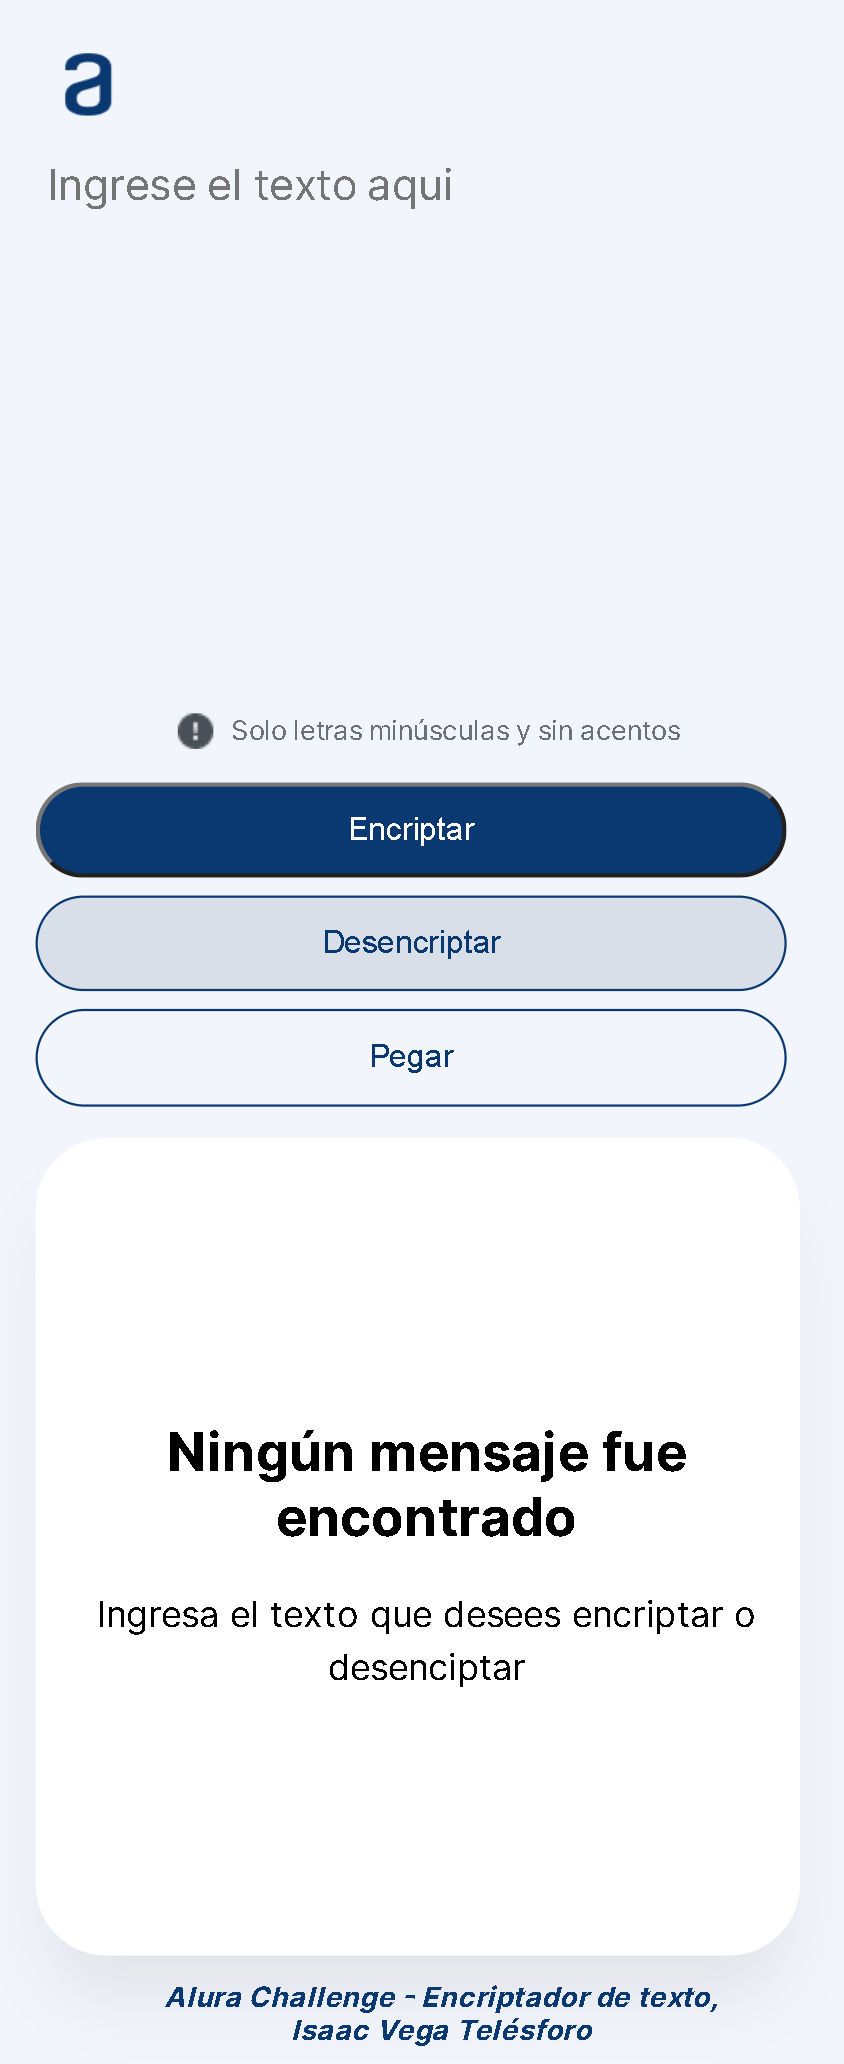 a
Ingrese el texto aqui
Solo letras minúsculas y sin acentos
Encriptar
Desencriptar
Pegar
Ningún mensaje fue
encontrado
Ingresa el texto que desees encriptar o
desenciptar
Alura Challenge - Encriptador de texto,
Isaac Vega Telésforo